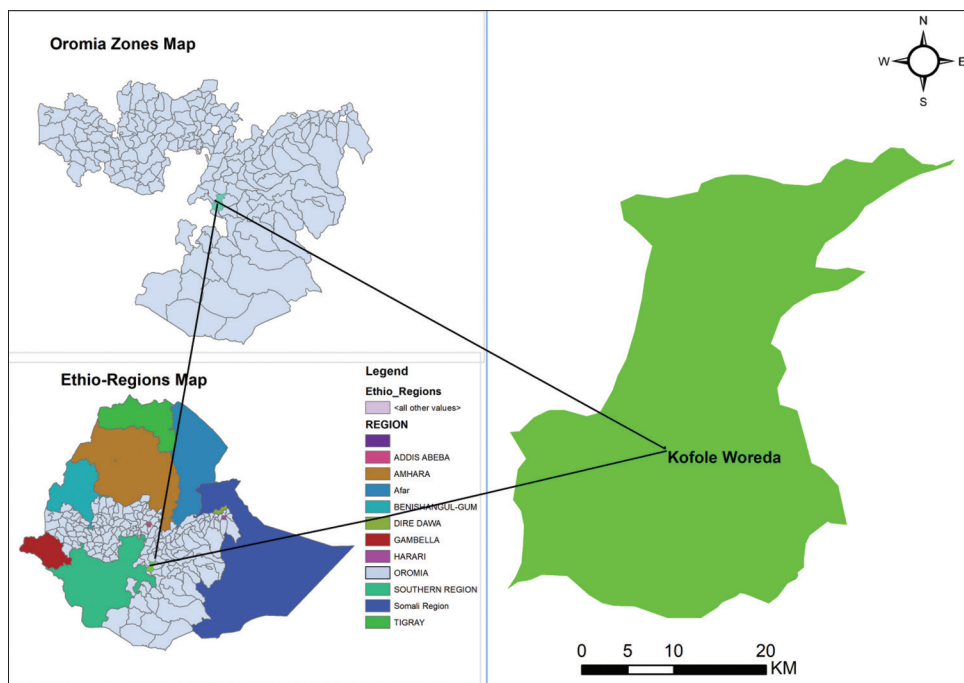 Oromia Zones Map
N
W
E
S
Kofole Woreda
Ethio-Regions Map
Legend
Ethio_Regions
<all other values>
REGION
ADDIS ABEBA
AMHARA
Afar
BENISHANGUL-GUM
DIRE DAWA
GAMBELLA
HARARI
OROMIA
SOUTHERN REGION
Somali Region
TIGRAY
0 5 10 20
KM